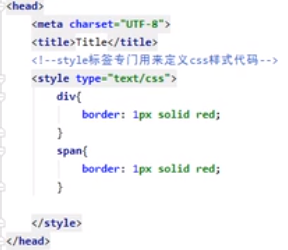 <head>
<meta charset="UTF-8">
<title>Title</title>
<!--style标签专门用来定义css样式代码-->
<style type="text/css">
div{
border: 1px solid red;
}
span{
border: 1px solid red;
}
</style>
</head>